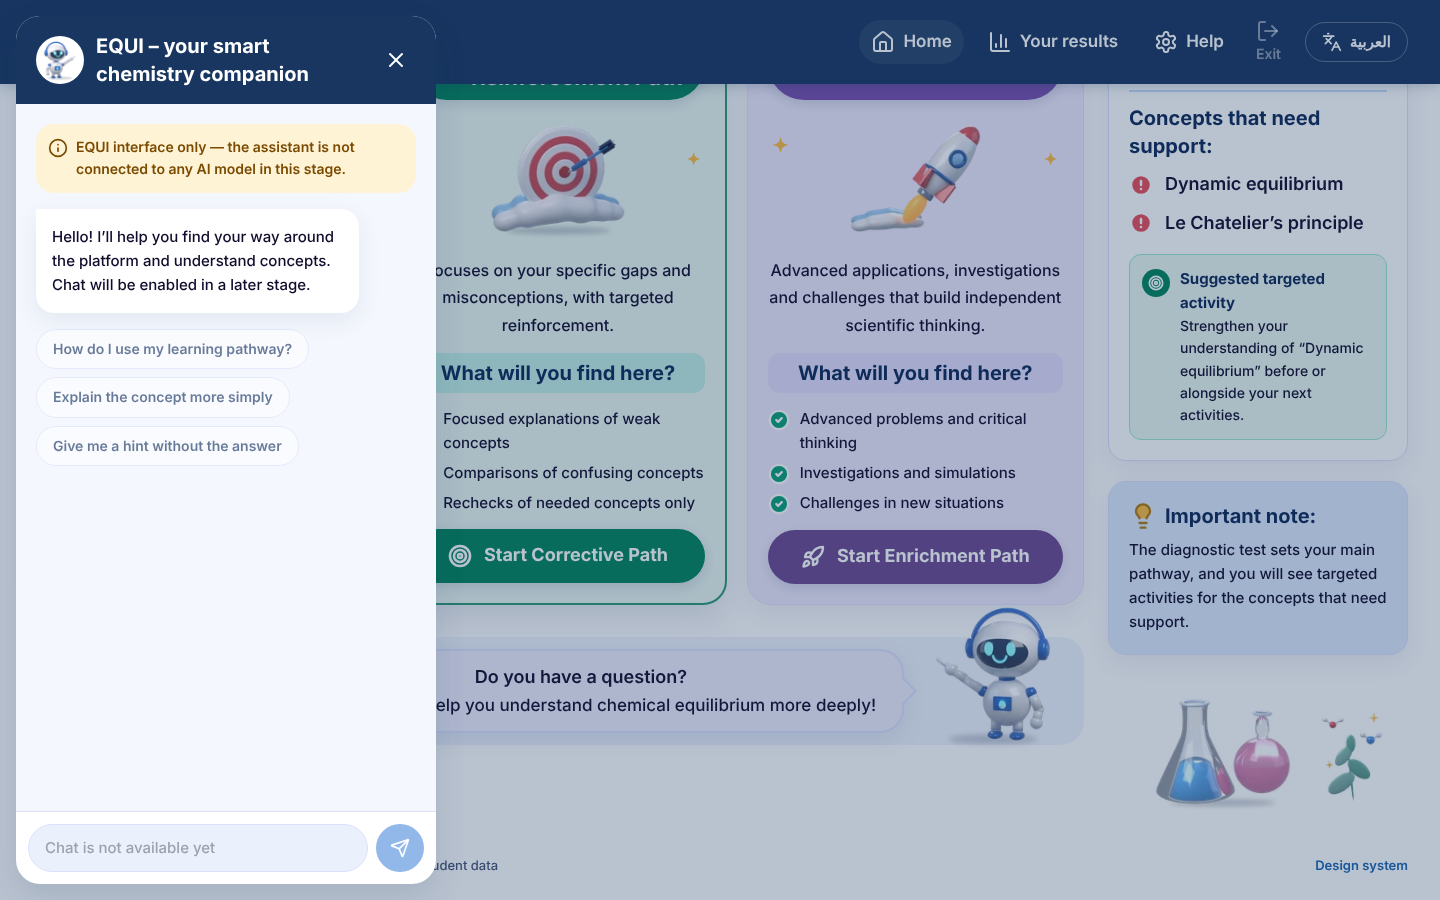 EQUI – your smart
chemistry companion
Home
Your results
Help
Exit
العربية
EQUI interface only — the assistant is not
connected to any AI model in this stage.
Hello! I’ll help you find your way around
the platform and understand concepts.
Chat will be enabled in a later stage.
How do I use my learning pathway?
Explain the concept more simply
Give me a hint without the answer
Chat is not available yet
on your specific gaps and
misconceptions, with targeted
reinforcement.
What will you find here?
Focused explanations of weak
concepts
Comparisons of confusing concepts
Rechecks of needed concepts only
Start Corrective Path
Advanced applications, investigations
and challenges that build independent
scientific thinking.
What will you find here?
Advanced problems and critical
thinking
Investigations and simulations
Challenges in new situations
Start Enrichment Path
Do you have a question?
you understand chemical equilibrium more deeply!
data
Concepts that need
support:
Dynamic equilibrium
Le Chatelier’s principle
Suggested targeted
activity
Strengthen your
understanding of “Dynamic
equilibrium” before or
alongside your next
activities.
Important note:
The diagnostic test sets your main
pathway, and you will see targeted
activities for the concepts that need
support.
Design system